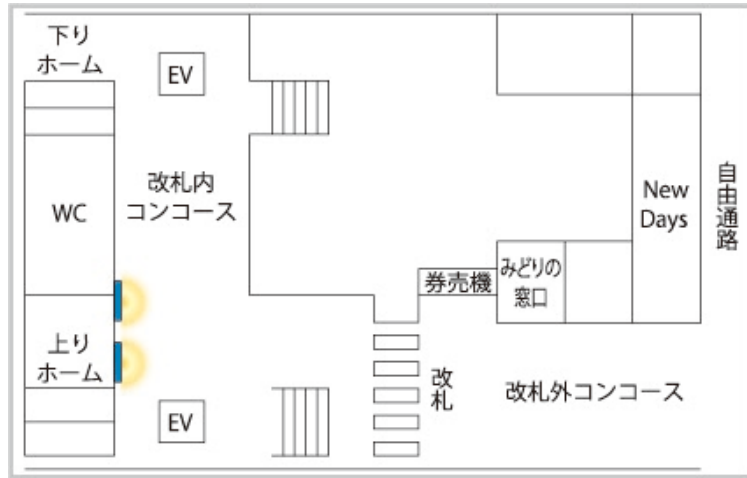 下り
ホーム
EV
WC
改札内
コンコース
New
Days
自由通路
券売機
みどりの
窓口
上り
ホーム
改札
改札外コンコース
EV